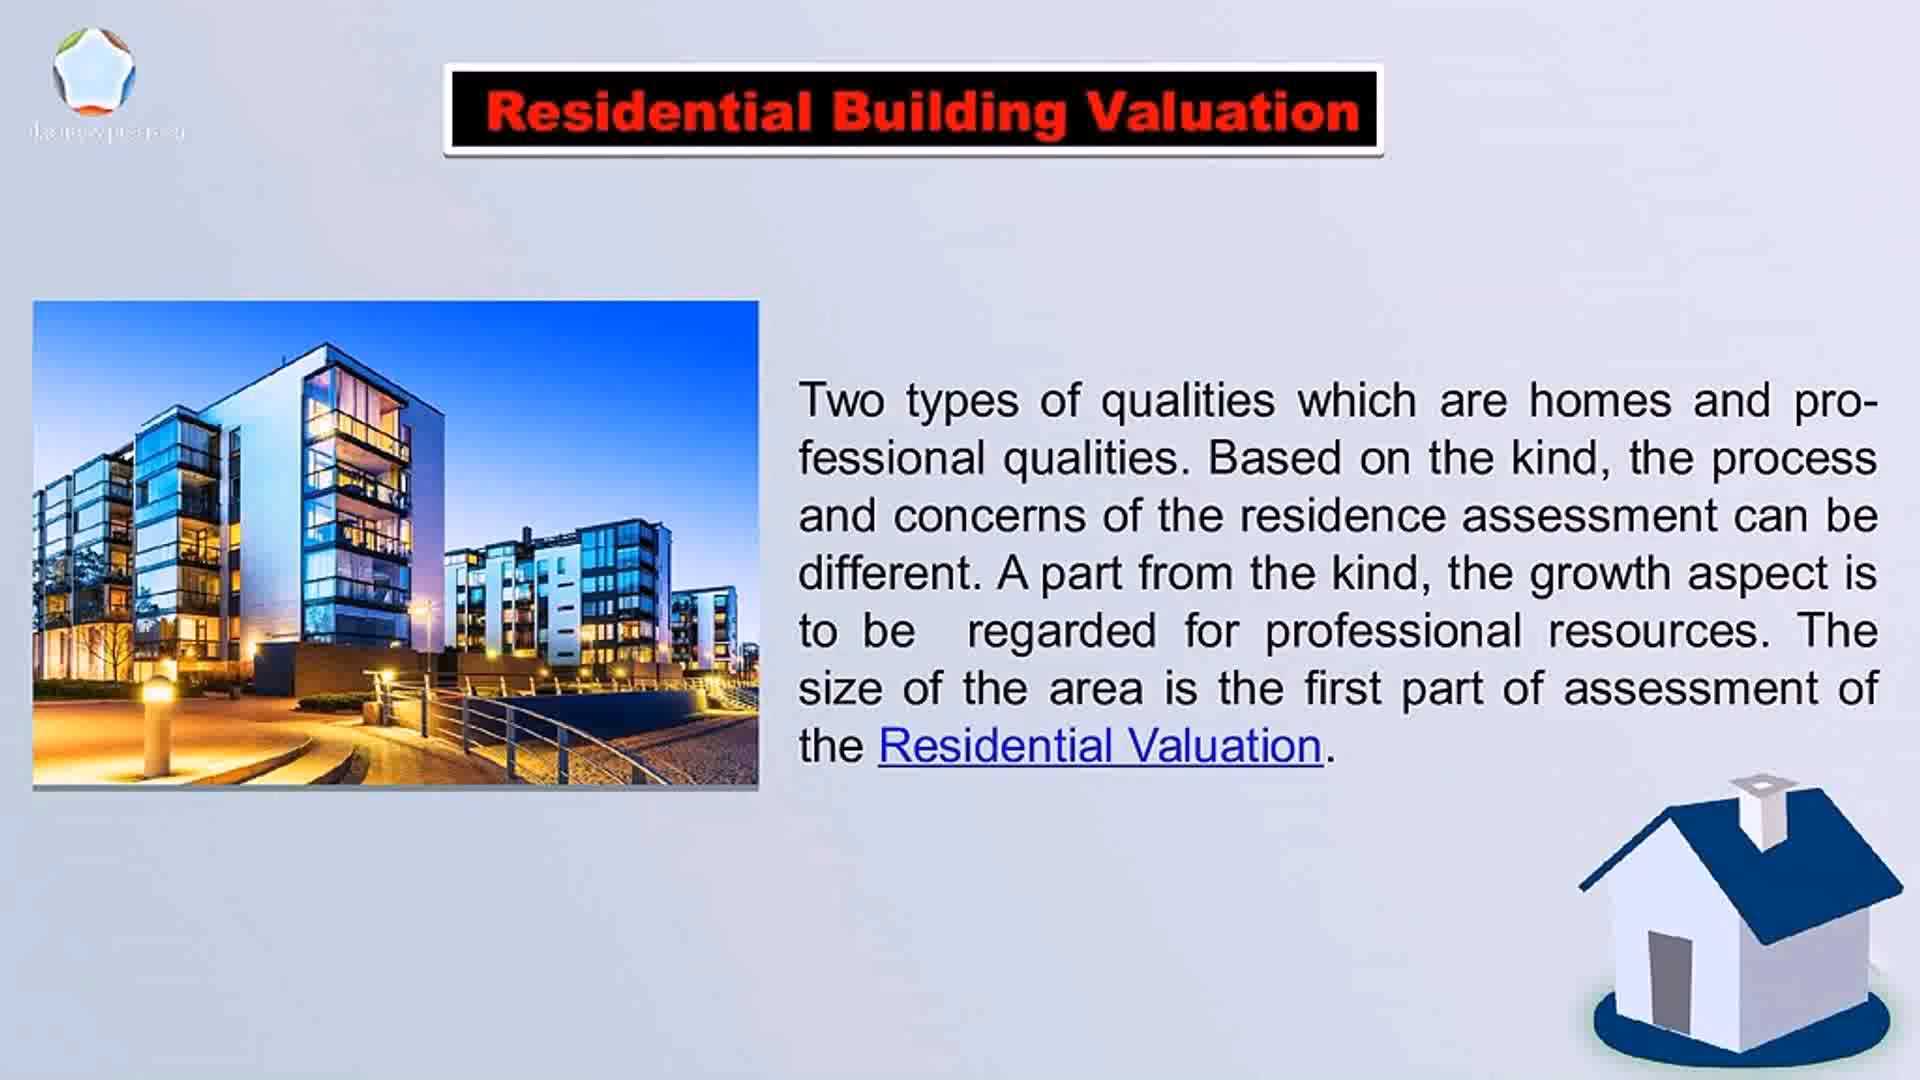 Residential Building Valuation
Two types of qualities which are homes and pro-
fessional qualities. Based on the kind, the process
and concerns of the residence assessment can be
different. A part from the kind, the growth aspect is
to be regarded for professional resources. The
size of the area is the first part of assessment of
the Residential Valuation.